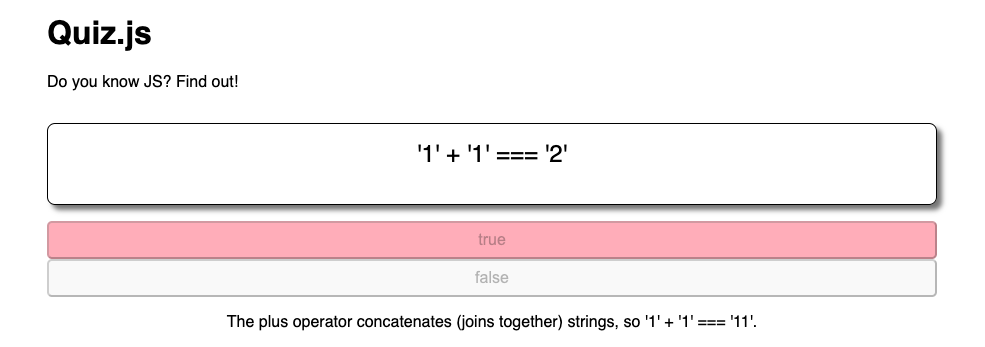 Quiz.js
Do you know JS? Find out!
'1' + '1' === '2'
true
false
The plus operator concatenates (joins together) strings, so '1' + '1' === '11'.